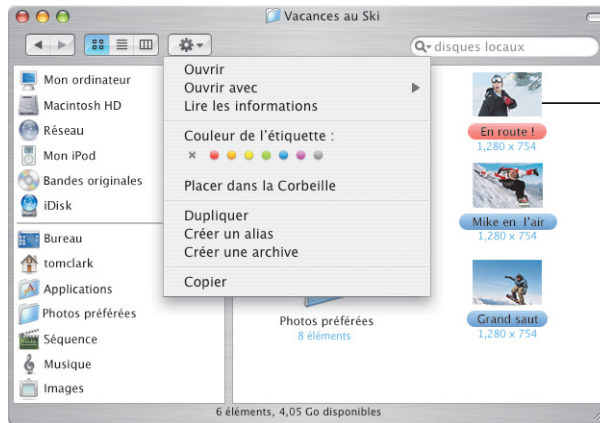 Vacances au Ski
disques locaux
Mon ordinateur
Macintosh HD
Réseau
Mon iPod
Bandes originales
iDisk
Bureau
tomclark
Applications
Photos préférées
Séquence
Musique
Images
Ouvrir
Ouvrir avec
Lire les informations
Couleur de l'étiquette :
Placer dans la Corbeille
Dupliquer
Créer un alias
Créer une archive
Copier
Photos préférées
8 éléments
En route !
1,280 x 754
Mike en l'air
1,280 x 754
Grand saut
1,280 x 754
6 éléments, 4,05 Go disponibles